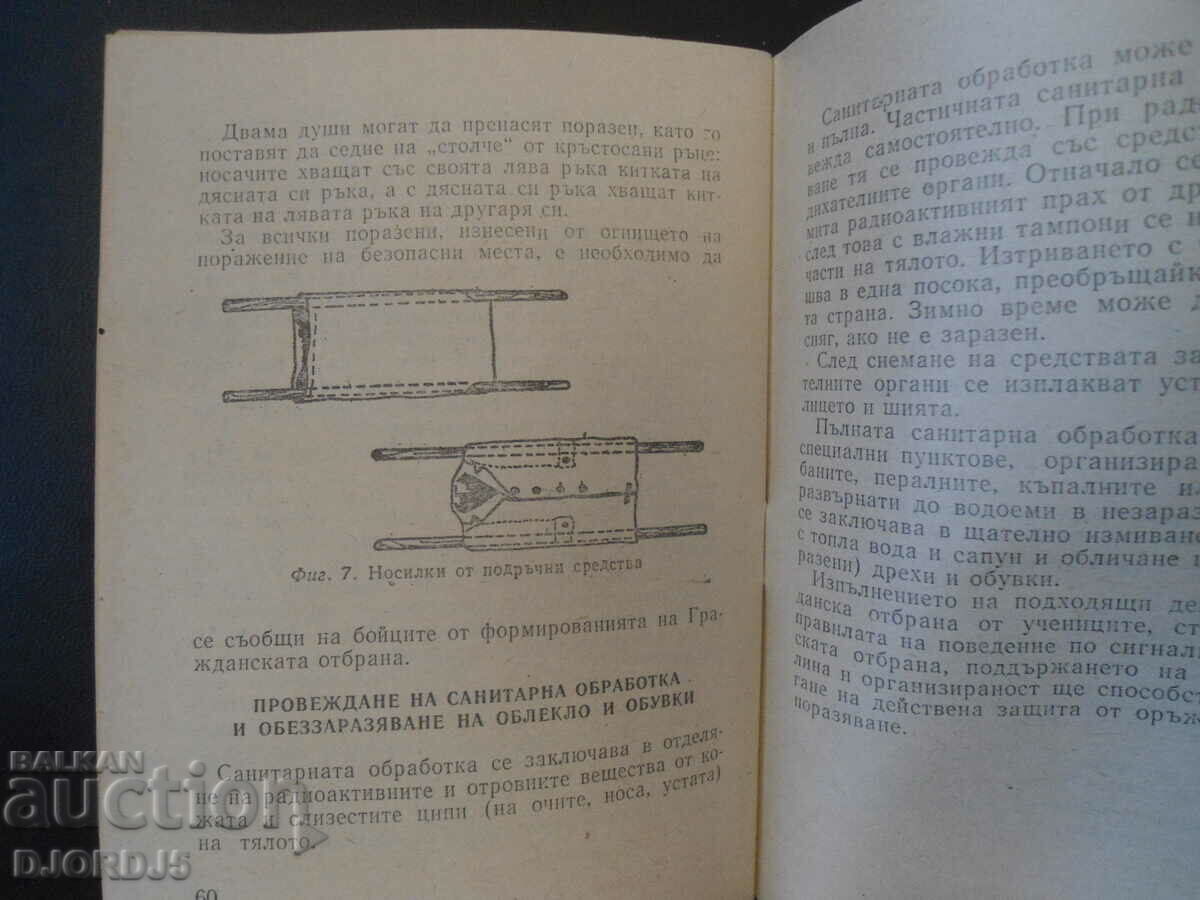 Двама души могат да пренасят поразен, като го
поставят да седне на „столче“ от кръстосани ръце:
носачите хващат със своята лява ръка китката на
дясната си ръка, а с дясната си ръка хващат кит-
ката на лявата ръка на другаря си.
За всички поразени, изнесени от огнището на
поражение на безопасни места, е необходимо да
Фиг. 7. Носилки от подръчни средства
се съобщи на бойците от формированията на Гра-
жданската отбрана.
ПРОВЕЖДАНЕ НА САНИТАРНА ОБРАБОТКА
И ОБЕЗЗАРАЗЯВАНЕ НА ОБЛЕКЛО И ОБУВКИ
Санитарната обработка се заключава в отделя-
не на радиоактивните и отровните вещества от ко-
жата и слизестите ципи (на очите, носа, устата)
на тялото.
60
Санитарната обработка може
и пълна. Частичната санитарна
вежда самостоятелно. При рад
ване тя се провежда със средс
дихателните органи. Отначало с
мита радиоактивният прах от др
след това с влажни тампони се
части на тялото. Изтриването с
шва в една посока, преобръщайк
та страна. Зимно време може
сняг, ако не е заразен.
След снемане на средствата за
телните органи се изплакват уст
лицето и шията.
Пълната санитарна обработка
специални пунктове, организира
баните, пералните, къпалните и
развърнати до водоеми в незараз
се заключава в щателно измиване
с топла вода и сапун и обличане
разени) дрехи и обувки.
Изпълнението на подходящи де
данска отбрана от учениците, ст
правилата на поведение по сигнали
ската отбрана, поддържането на
лина и организираност ще способс
гане на действена защита от оръж
поразяване.
BALKAN
auction
DJORDJ5